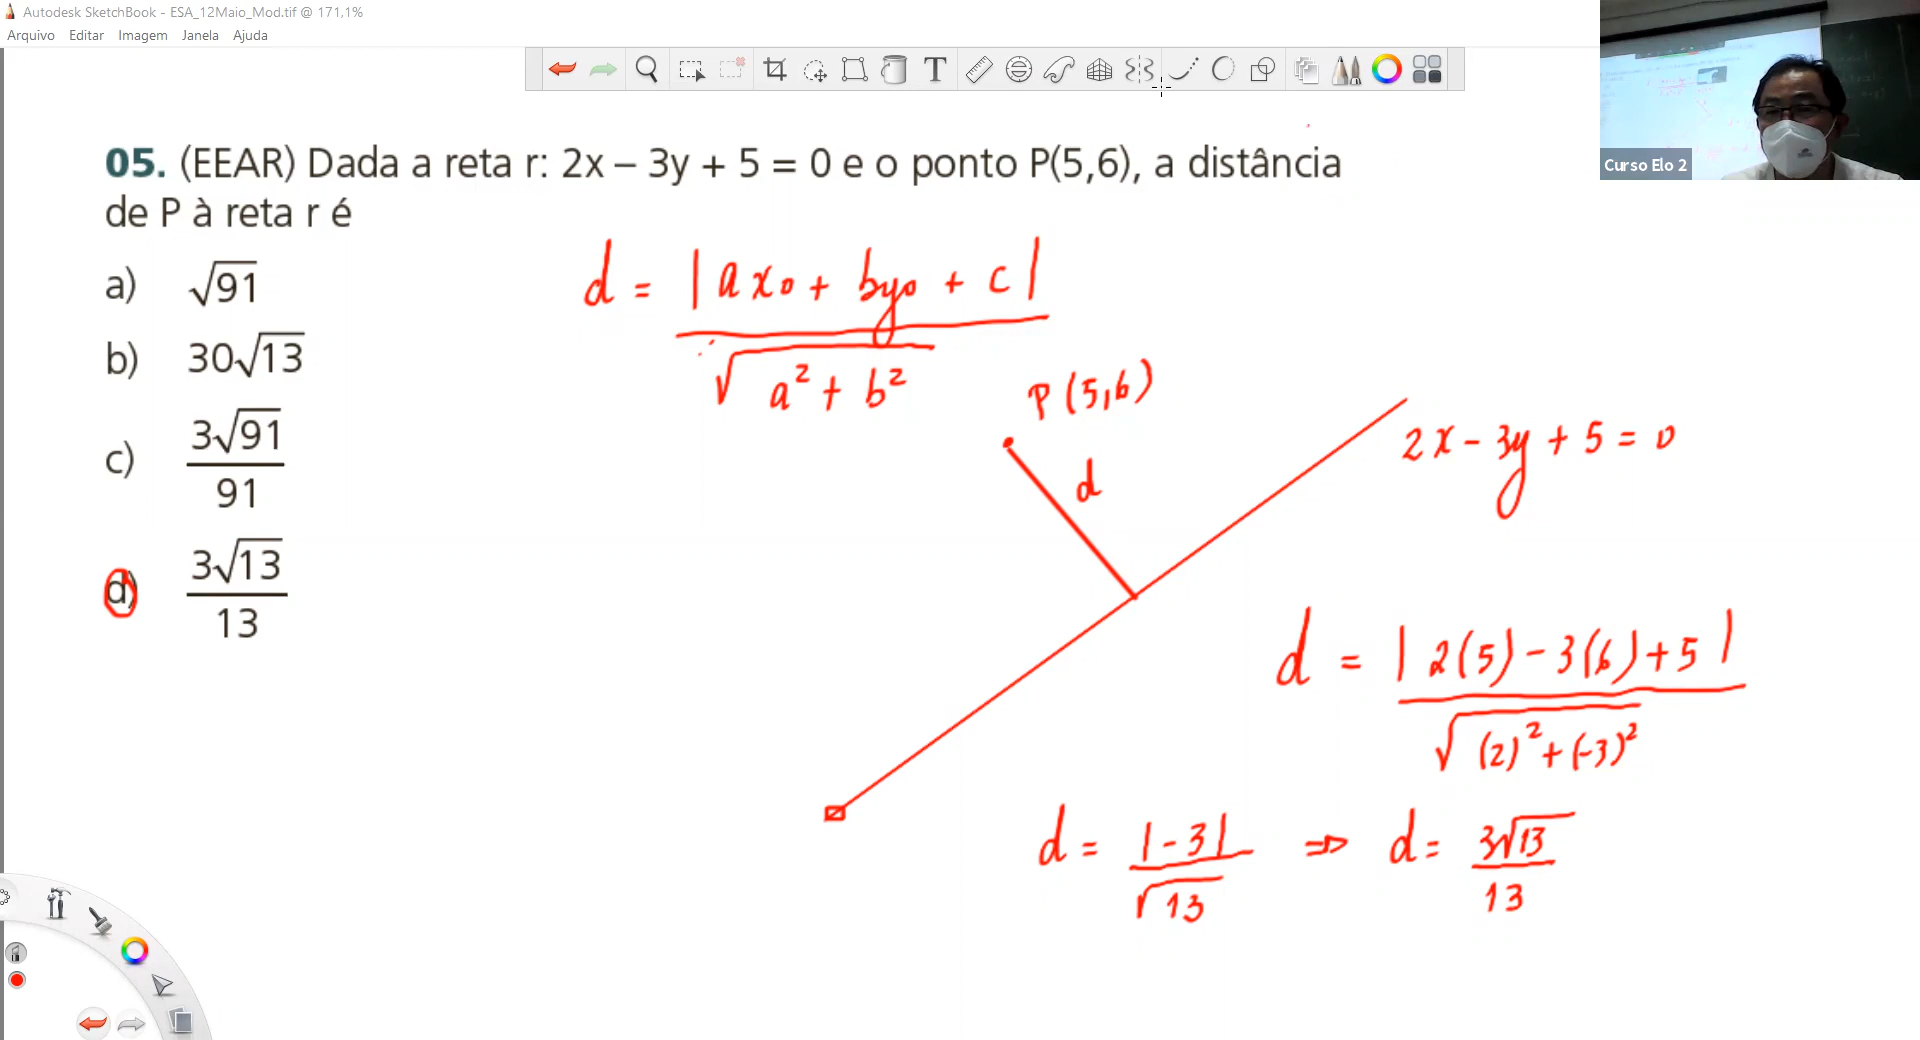 Autodesk SketchBook - ESA_12Maio_Mod.tif @ 171,1%
Arquivo Editar Imagem Janela Ajuda
Curso Elo 2
05. (EEAR) Dada a reta r: 2x – 3y + 5 = 0 e o ponto P(5,6), a distância
de P à reta r é
a) √91
b) 30√13
c) 3√91/91
d) 3√13/13
d = |ax₀ + by₀ + c| / √(a² + b²)
P(5,6)
d
2x - 3y + 5 = 0
d = |2(5) - 3(6) + 5| / √((2)² + (-3)²)
d = |-3|/√13 ⇒ d = 3√13/13